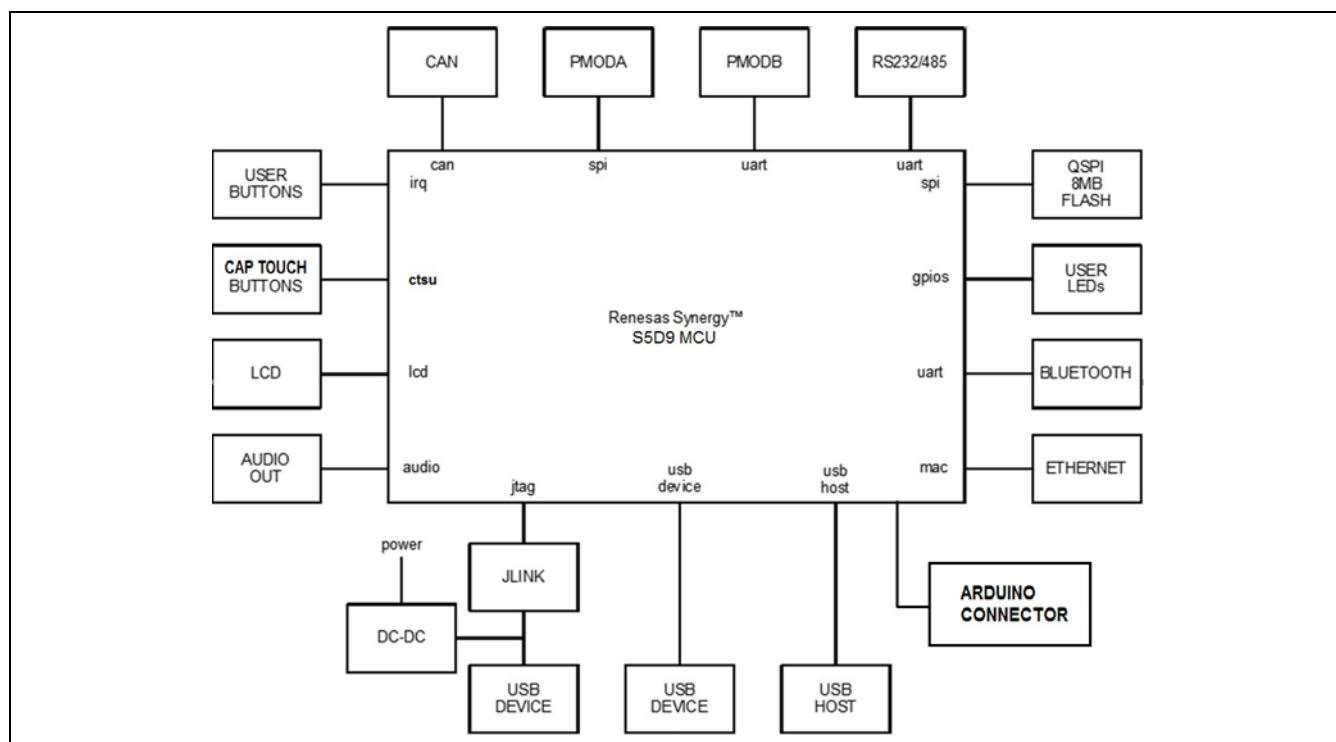 CAN
PMODA
PMODB
RS232/485
can
spi
uart
uart
USER
BUTTONS
irq
spi
QSPI
8MB
FLASH
CAP TOUCH
BUTTONS
ctsu
gpios
USER
LEDs
Renesas Synergy™
S5D9 MCU
LCD
lcd
uart
BLUETOOTH
AUDIO
OUT
audio
jtag
usb
device
usb
host
mac
ETHERNET
power
JLINK
DC-DC
ARDUINO
CONNECTOR
USB
DEVICE
USB
DEVICE
USB
HOST